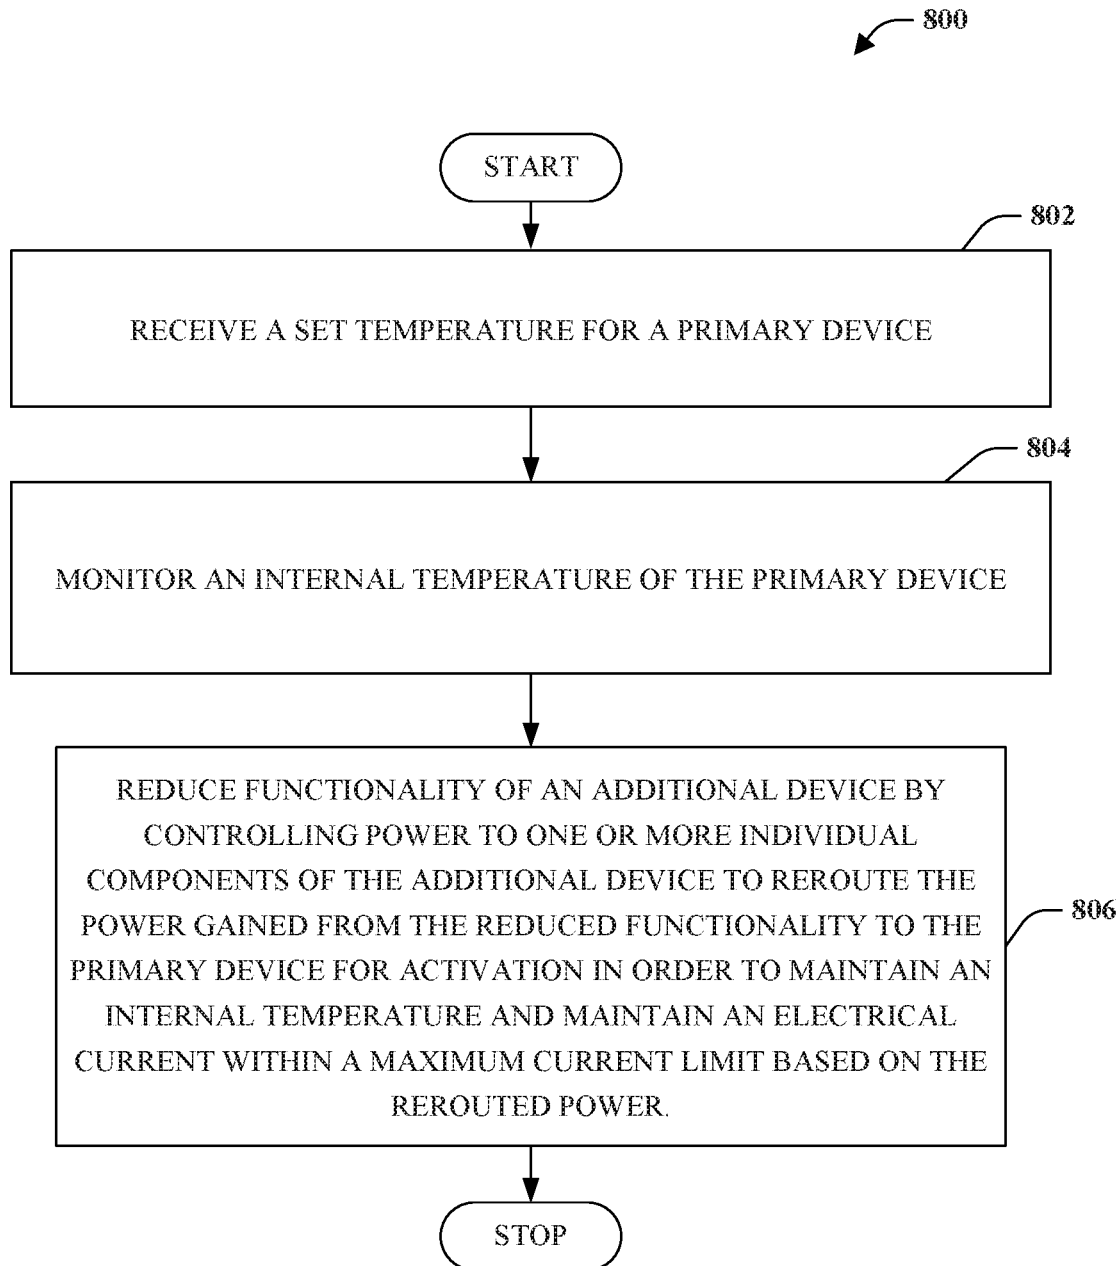 800
START
802
RECEIVE A SET TEMPERATURE FOR A PRIMARY DEVICE
804
MONITOR AN INTERNAL TEMPERATURE OF THE PRIMARY DEVICE
REDUCE FUNCTIONALITY OF AN ADDITIONAL DEVICE BY
CONTROLLING POWER TO ONE OR MORE INDIVIDUAL
COMPONENTS OF THE ADDITIONAL DEVICE TO REROUTE THE
POWER GAINED FROM THE REDUCED FUNCTIONALITY TO THE
PRIMARY DEVICE FOR ACTIVATION IN ORDER TO MAINTAIN AN
INTERNAL TEMPERATURE AND MAINTAIN AN ELECTRICAL
CURRENT WITHIN A MAXIMUM CURRENT LIMIT BASED ON THE
REROUTED POWER.
806
STOP